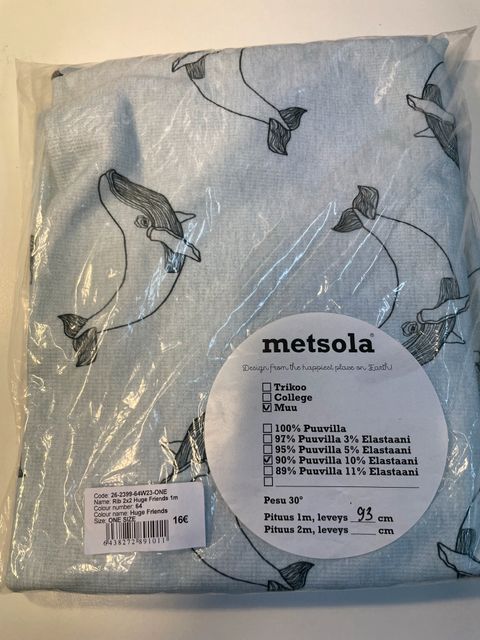 metsola®
Design from the happiest place on Earth!
Trikoo
College
Muu
100% Puuvilla
97% Puuvilla 3% Elastaani
95% Puuvilla 5% Elastaani
90% Puuvilla 10% Elastaani
89% Puuvilla 11% Elastaani
Pesu 30°
Pituus 1m, leveys 93 cm
Pituus 2m, leveys ____ cm
Code: 26-2399-64W23-ONE
Name: Rib 2x2 Huge Friends 1m
Colour number: 64
Colour name: Huge Friends
Size: ONE SIZE
16€
6438272891011